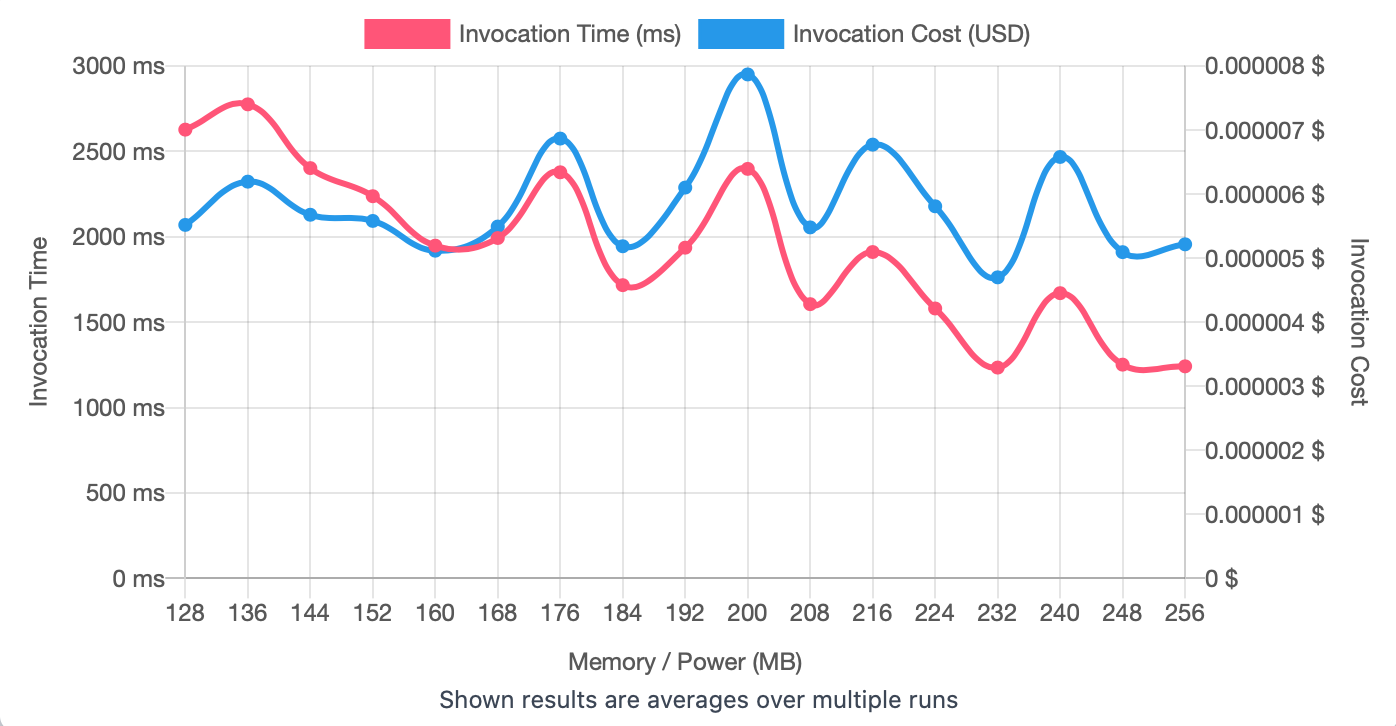 Invocation Time (ms) Invocation Cost (USD)
3000 ms 0.000008 $
0.000007 $
2500 ms
0.000006 $
2000 ms
0.000005 $
1500 ms 0.000004 $
0.000003 $
1000 ms
0.000002 $
500 ms
0.000001 $
0 ms 0 $
Invocation Time
Invocation Cost
128 136 144 152 160 168 176 184 192 200 208 216 224 232 240 248 256
Memory / Power (MB)
Shown results are averages over multiple runs